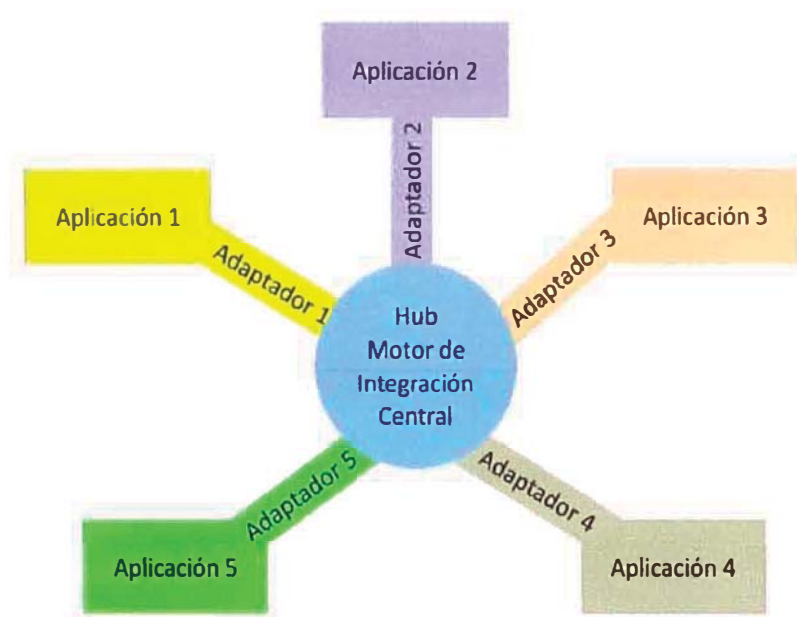 Aplicación 2
Adaptador 2
Aplicación 1
Adaptador 1
Aplicación 3
Adaptador 3
Hub
Motor de
Integración
Central
Adaptador 5
Aplicación 5
Adaptador 4
Aplicación 4